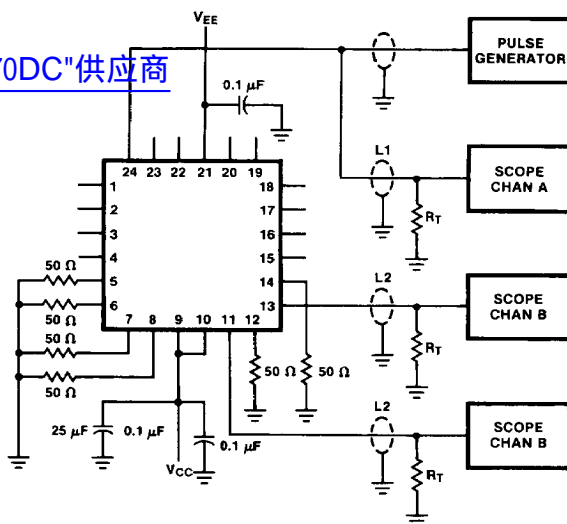 VEE
70DC"供应商
0.1 μF
PULSE
GENERATOR
24 23 22 21 20 19
L1
SCOPE
CHAN A
RT
1
2
3
4
5
6
18
17
16
15
14
13
50 Ω
50 Ω
50 Ω
50 Ω
7 8 9 10 11 12
50 Ω
50 Ω
L2
SCOPE
CHAN B
RT
25 μF
0.1 μF
0.1 μF
VCC
L2
SCOPE
CHAN B
RT